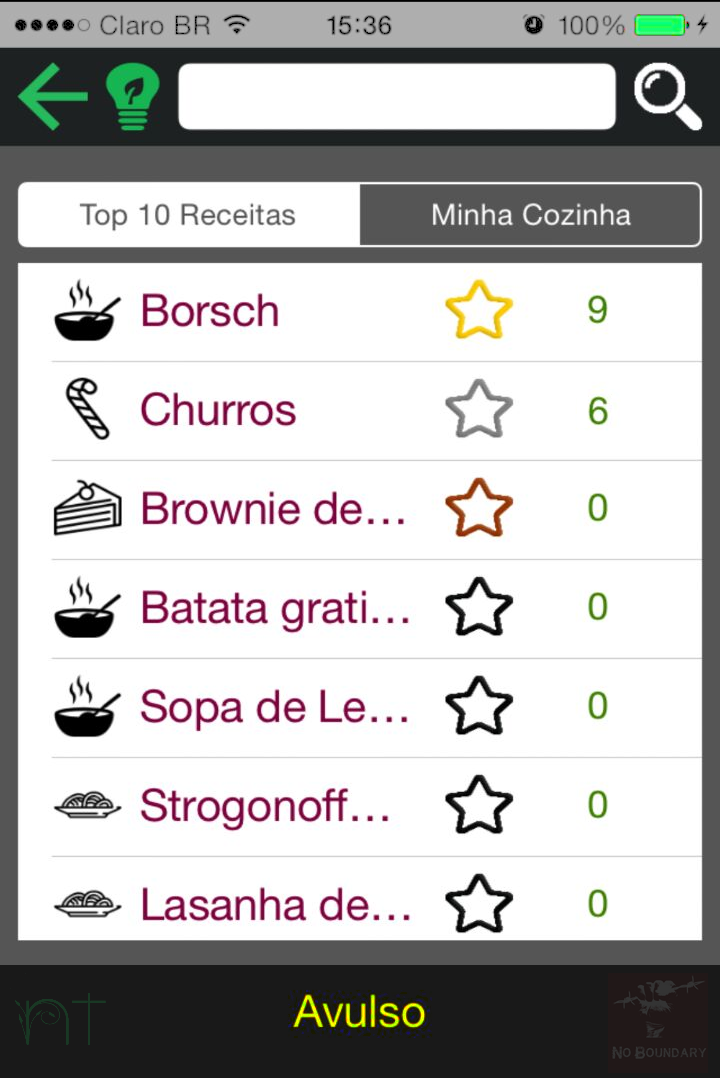 Claro BR 15:36 100%
Top 10 Receitas Minha Cozinha
Borsch 9
Churros 6
Brownie de... 0
Batata grati... 0
Sopa de Le... 0
Strogonoff... 0
Lasanha de... 0
nt Avulso
No Boundary